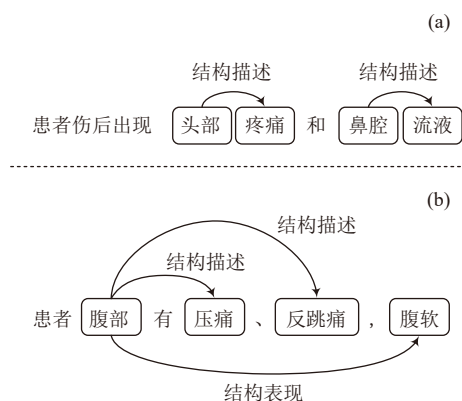 (a)
结构描述 结构描述
患者伤后出现 头部 疼痛 和 鼻腔 流液
(b)
结构描述
结构描述
患者 腹部 有 压痛 、 反跳痛 , 腹软
结构表现